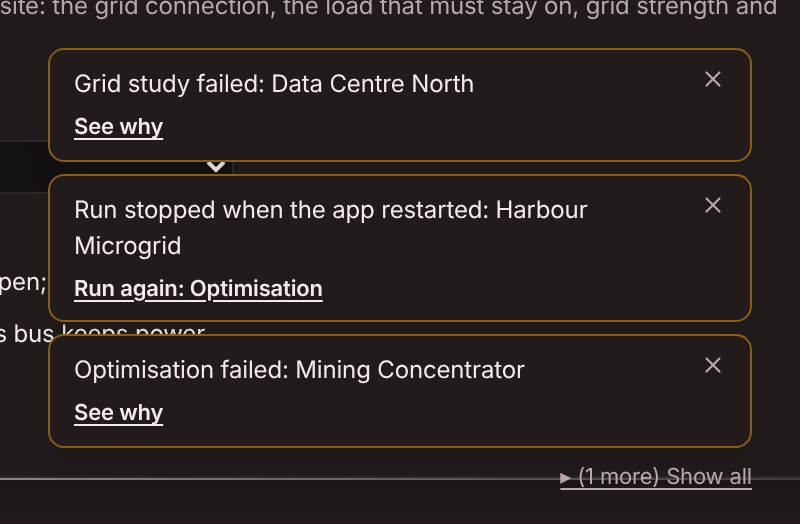 site: the grid connection, the load that must stay on, grid strength and
Grid study failed: Data Centre North
See why
Run stopped when the app restarted: Harbour
Microgrid
pen;
Run again: Optimisation
s bus keeps power
Optimisation failed: Mining Concentrator
See why
▸ (1 more) Show all